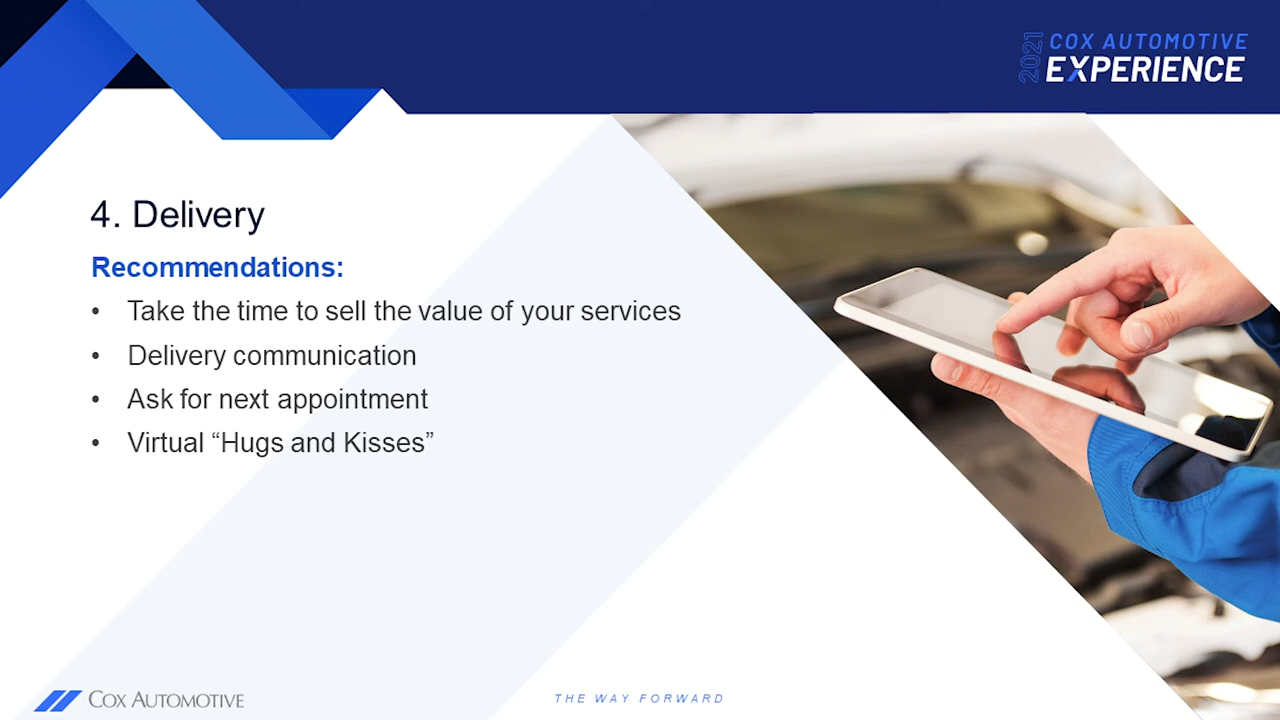 2021
COX AUTOMOTIVE
EXPERIENCE
4. Delivery
Recommendations:
• Take the time to sell the value of your services
• Delivery communication
• Ask for next appointment
• Virtual “Hugs and Kisses”
COX AUTOMOTIVE
THE WAY FORWARD